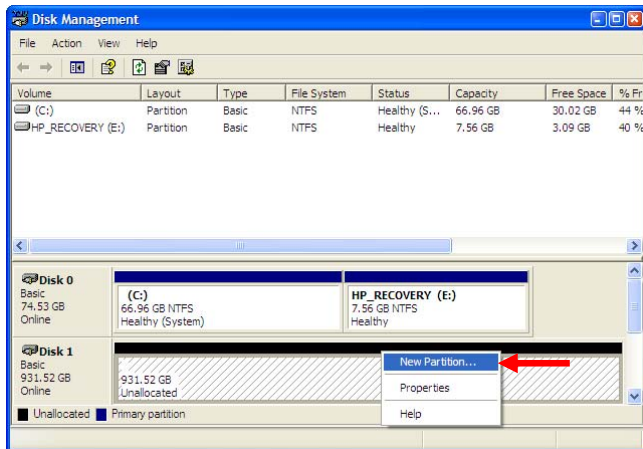 Disk Management
File Action View Help
Volume Layout Type File System Status Capacity Free Space % Fr
(C:) Partition Basic NTFS Healthy (S... 66.96 GB 30.02 GB 44 %
HP_RECOVERY (E:) Partition Basic NTFS Healthy 7.56 GB 3.09 GB 40 %
Disk 0
Basic
74.53 GB
Online
(C:)
66.96 GB NTFS
Healthy (System)
HP_RECOVERY (E:)
7.56 GB NTFS
Healthy
Disk 1
Basic
931.52 GB
Online
931.52 GB
Unallocated
New Partition...
Properties
Help
Unallocated Primary partition